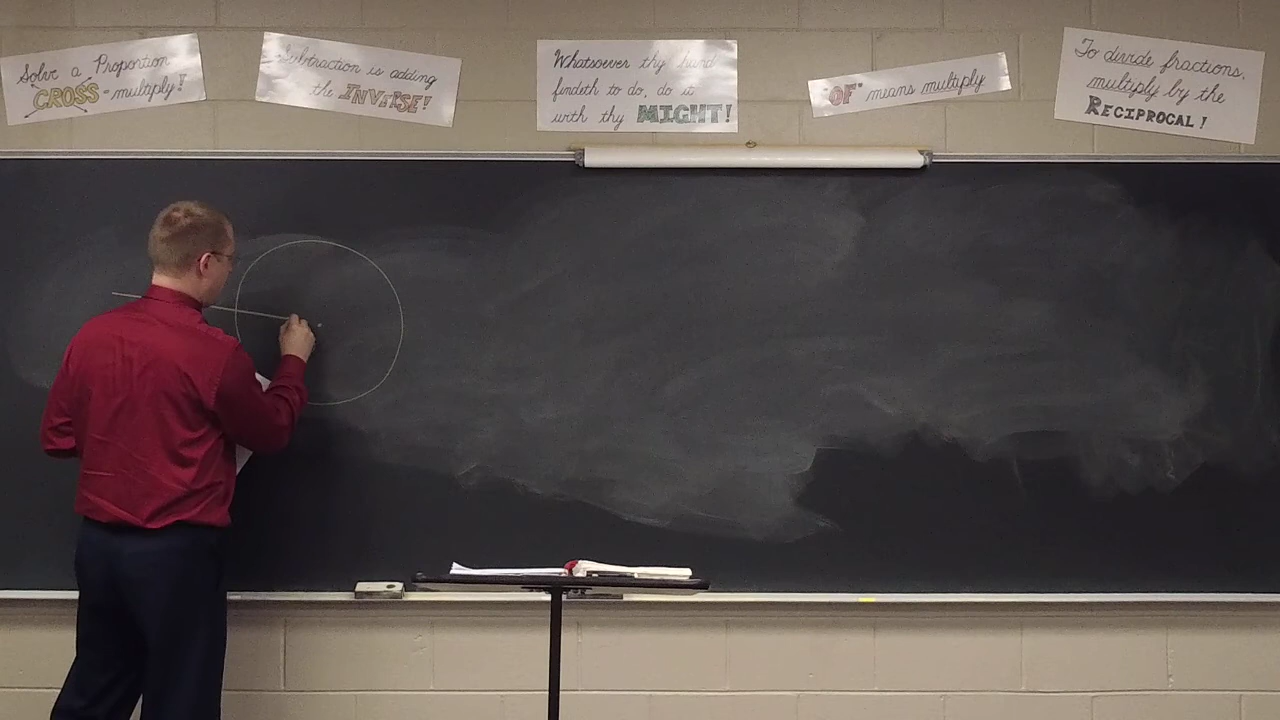 Solve a Proportion
CROSS-multiply!
Subtraction is adding
the INVERSE!
Whatsoever thy hand
findeth to do, do it
with thy MIGHT!
"OF" means multiply
To divide fractions,
multiply by the
RECIPROCAL!